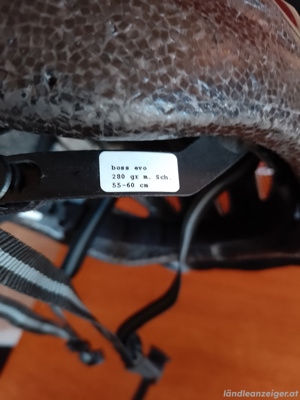 boss evo
280 gr m. Sch.
55-60 cm
ländleanzeiger.at